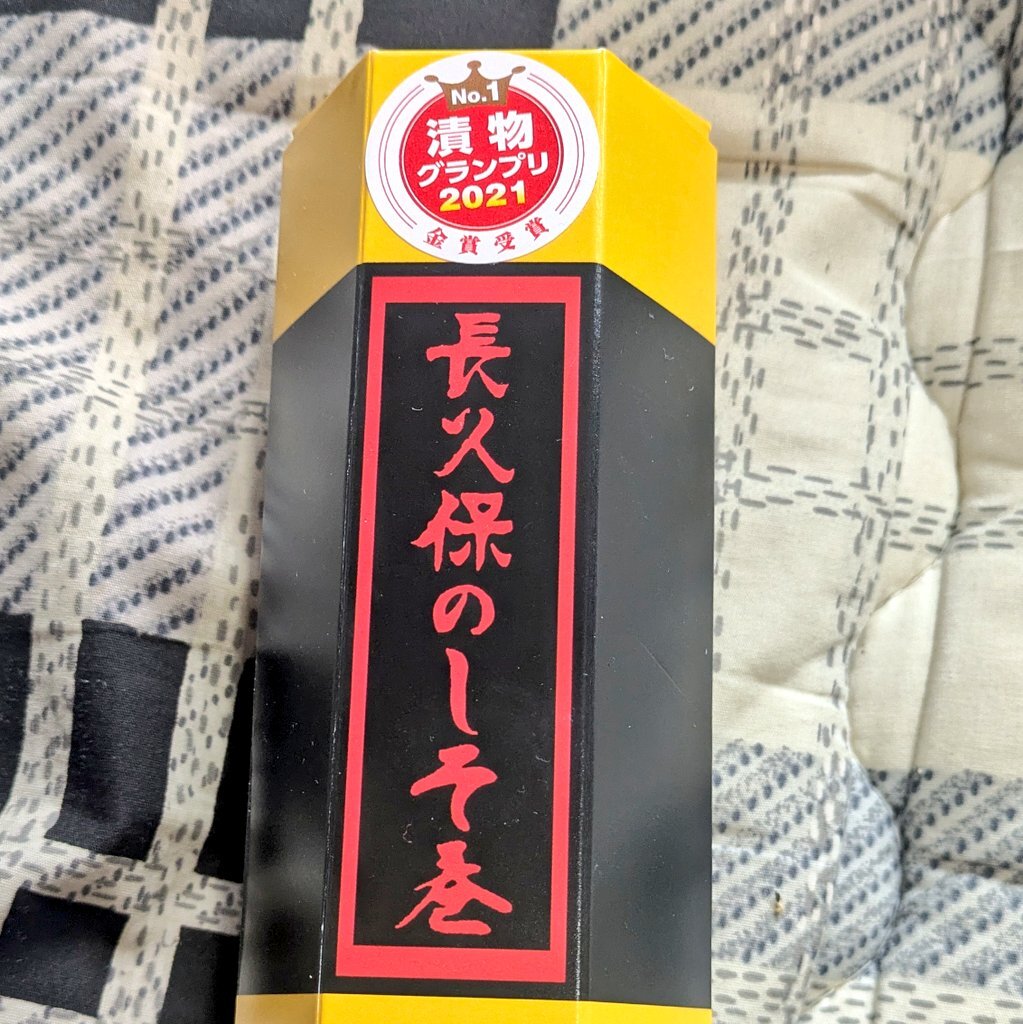 No.1
漬物
グランプリ
2021
金賞受賞
長久保のしそ巻